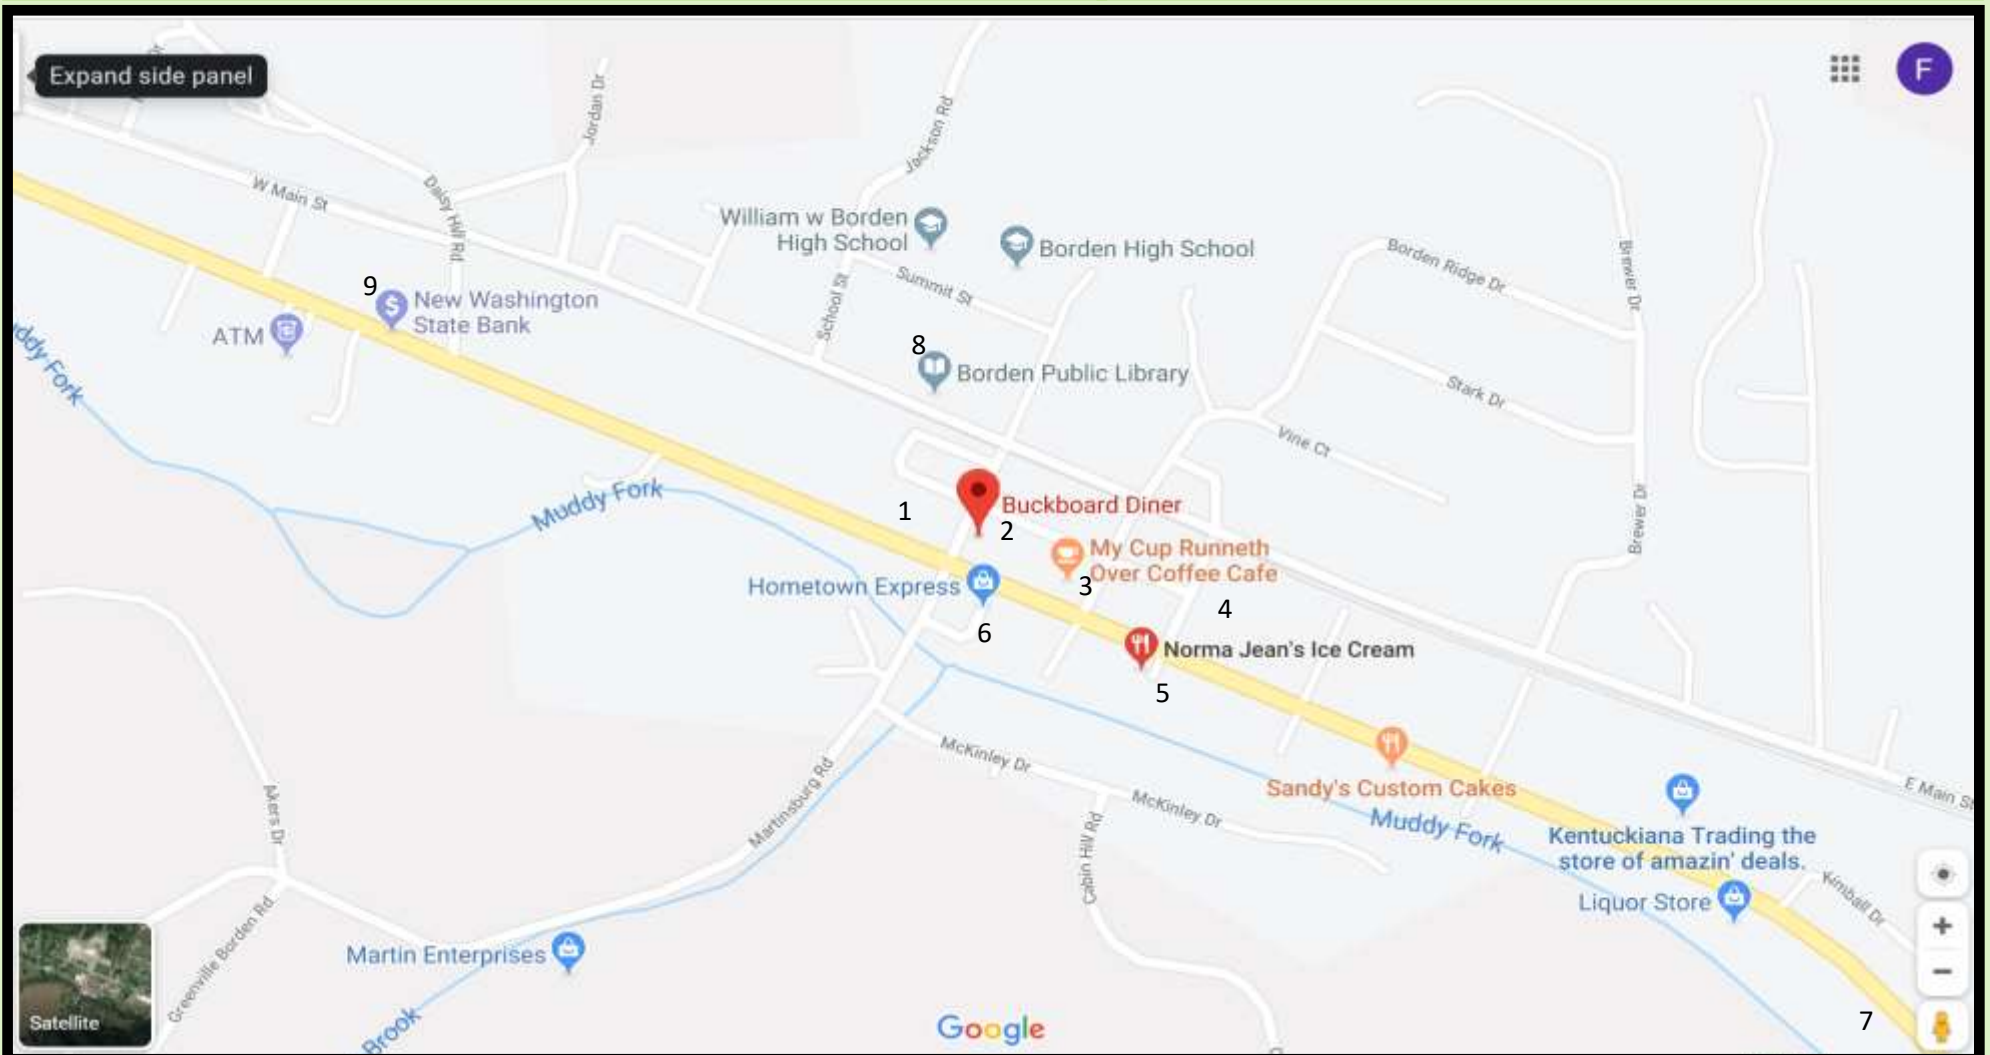 Expand side panel
F
Jordan Dr
Jackson Rd
W Main St
Daisy Hill Rd
William w Borden
High School
Borden High School
Summit St
School St
Borden Ridge Dr
Brewer Dr
9
New Washington
State Bank
ATM
8
Borden Public Library
Stark Dr
Vine Ct
Muddy Fork
1
Buckboard Diner
2
Brewer Dr
My Cup Runneth
Over Coffee Cafe
3
Hometown Express
4
6
Norma Jean's Ice Cream
5
McKinley Dr
Martinsburg Rd
McKinley Dr
Akers Dr
Cabin Hill Rd
Sandy's Custom Cakes
Muddy Fork
E Main St
Kentuckiana Trading the
store of amazin' deals.
Liquor Store
Kimball Dr
Greenville Borden Rd
Martin Enterprises
Satellite
Brook
Google
7